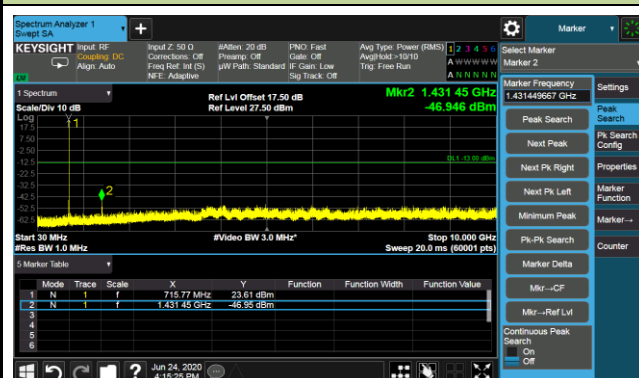 Spectrum Analyzer 1
Swept SA
+
Marker
KEYSIGHT
Input: RF
Coupling: DC
Align: Auto
Input Z: 50 Ω
Corrections: Off
Freq Ref: Int (S)
NFE: Adaptive
#Atten: 20 dB
Preamp: Off
µW Path: Standard
PNO: Fast
Gate: Off
IF Gain: Low
Sig Track: Off
Avg Type: Power (RMS)
Avg|Hold:>10/10
Trig: Free Run
1 2 3 4 5 6
A W W W W W
A N N N N N
LXI
Select Marker
Marker 2
1 Spectrum
Scale/Div 10 dB
Log
Ref Lvl Offset 17.50 dB
Ref Level 27.50 dBm
Mkr2 1.431 45 GHz
-46.946 dBm
17.5
7.50
-2.50
-12.5
-22.5
-32.5
-42.5
-52.5
-62.5
1
2
DL1 -13.00 dBm
Start 30 MHz
#Res BW 1.0 MHz
#Video BW 3.0 MHz*
Stop 10.000 GHz
Sweep 20.0 ms (60001 pts)
5 Marker Table
Mode Trace Scale X Y Function Function Width Function Value
1 N 1 f 715.77 MHz 23.61 dBm
2 N 1 f 1.431 45 GHz -46.95 dBm
3
4
5
6
Marker Frequency
1.431449667 GHz
Peak Search
Next Peak
Next Pk Right
Next Pk Left
Minimum Peak
Pk-Pk Search
Marker Delta
Mkr→CF
Mkr→Ref Lvl
Continuous Peak
Search
On
Off
Settings
Peak
Search
Pk Search
Config
Properties
Marker
Function
Marker→
Counter
?
Jun 24, 2020
4:15:25 PM